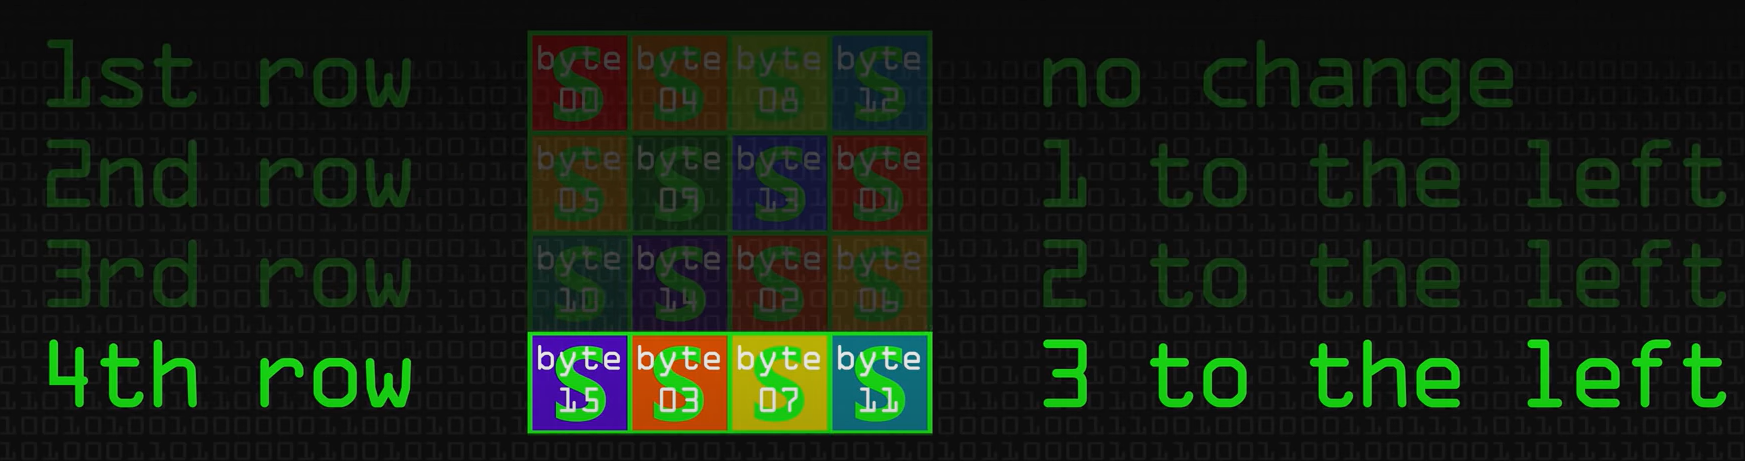 1st row
byte S 00 byte S 04 byte S 08 byte S 12
no change
2nd row
byte S 05 byte S 09 byte S 13 byte S 01
1 to the left
3rd row
byte S 10 byte S 14 byte S 02 byte S 06
2 to the left
4th row
byte S 15 byte S 03 byte S 07 byte S 11
3 to the left